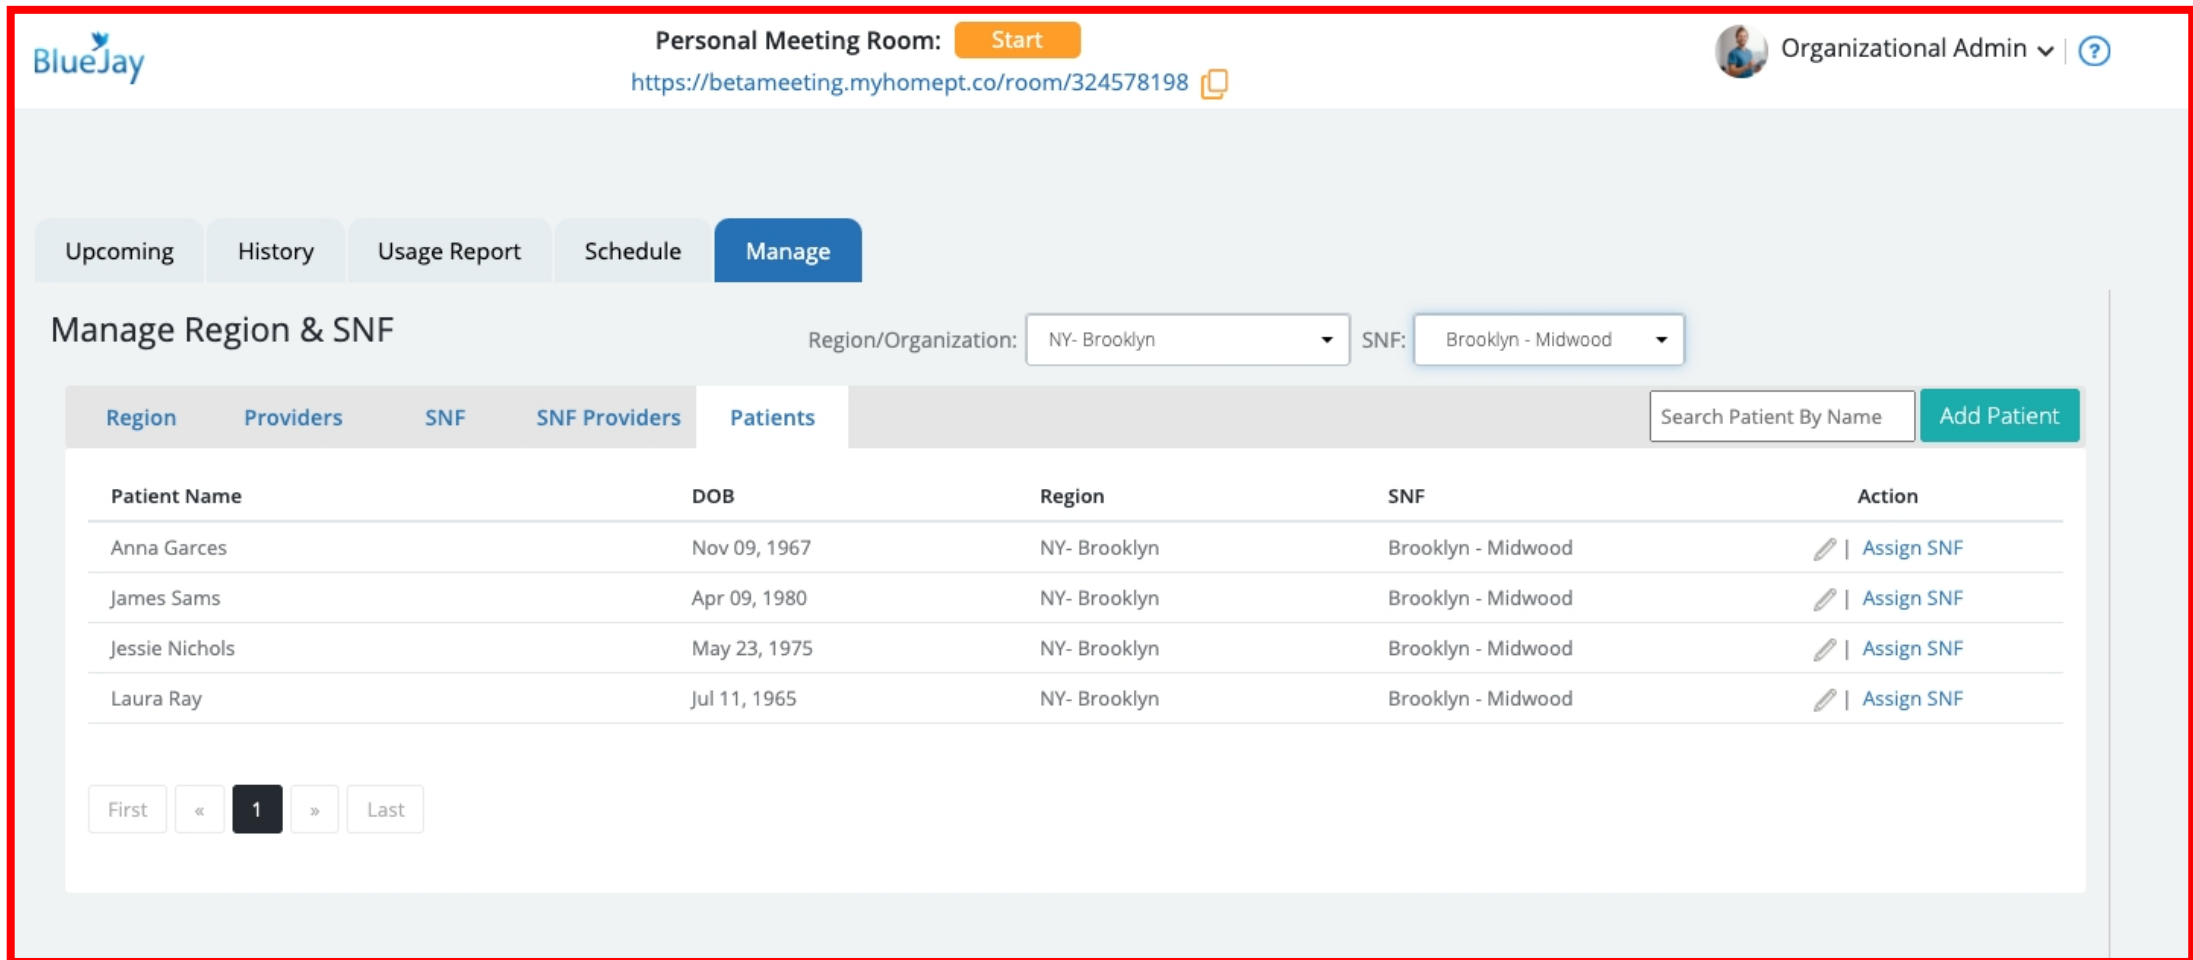 BlueJay
Personal Meeting Room: Start
https://betameeting.myhomept.co/room/324578198
Organizational Admin | ?
Upcoming History Usage Report Schedule Manage
Manage Region & SNF Region/Organization: NY- Brooklyn SNF: Brooklyn - Midwood
Region Providers SNF SNF Providers Patients Search Patient By Name Add Patient
Patient Name DOB Region SNF Action
Anna Garces Nov 09, 1967 NY- Brooklyn Brooklyn - Midwood | Assign SNF
James Sams Apr 09, 1980 NY- Brooklyn Brooklyn - Midwood | Assign SNF
Jessie Nichols May 23, 1975 NY- Brooklyn Brooklyn - Midwood | Assign SNF
Laura Ray Jul 11, 1965 NY- Brooklyn Brooklyn - Midwood | Assign SNF
First « 1 » Last